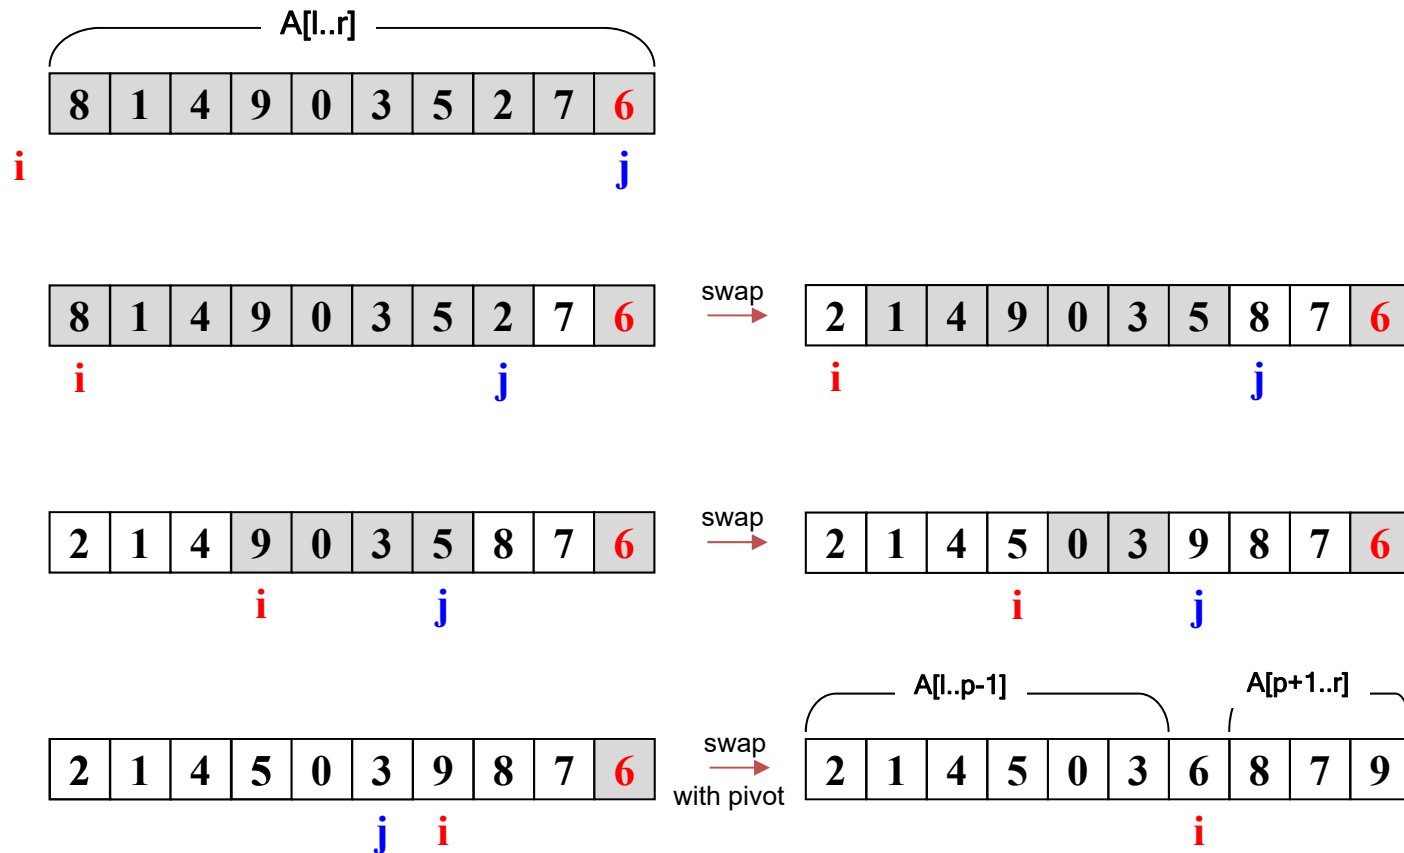 A[l..r]
8 1 4 9 0 3 5 2 7 6
i j
8 1 4 9 0 3 5 2 7 6 swap 2 1 4 9 0 3 5 8 7 6
i j i j
2 1 4 9 0 3 5 8 7 6 swap 2 1 4 5 0 3 9 8 7 6
i j i j
A[l..p-1] A[p+1..r]
2 1 4 5 0 3 9 8 7 6 swap with pivot 2 1 4 5 0 3 6 8 7 9
j i i